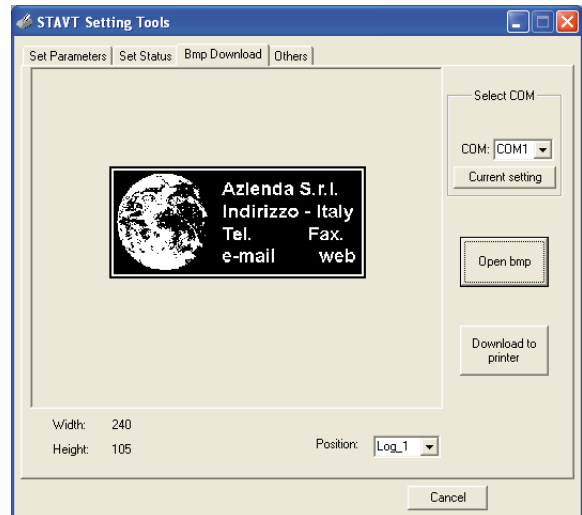 STAVT Setting Tools
Set Parameters Set Status Bmp Download Others
Select COM
COM: COM1
Current setting
Azlenda S.r.l.
Indirizzo - Italy
Tel. Fax.
e-mail web
Open bmp
Download to
printer
Width: 240
Height: 105
Position: Log_1
Cancel